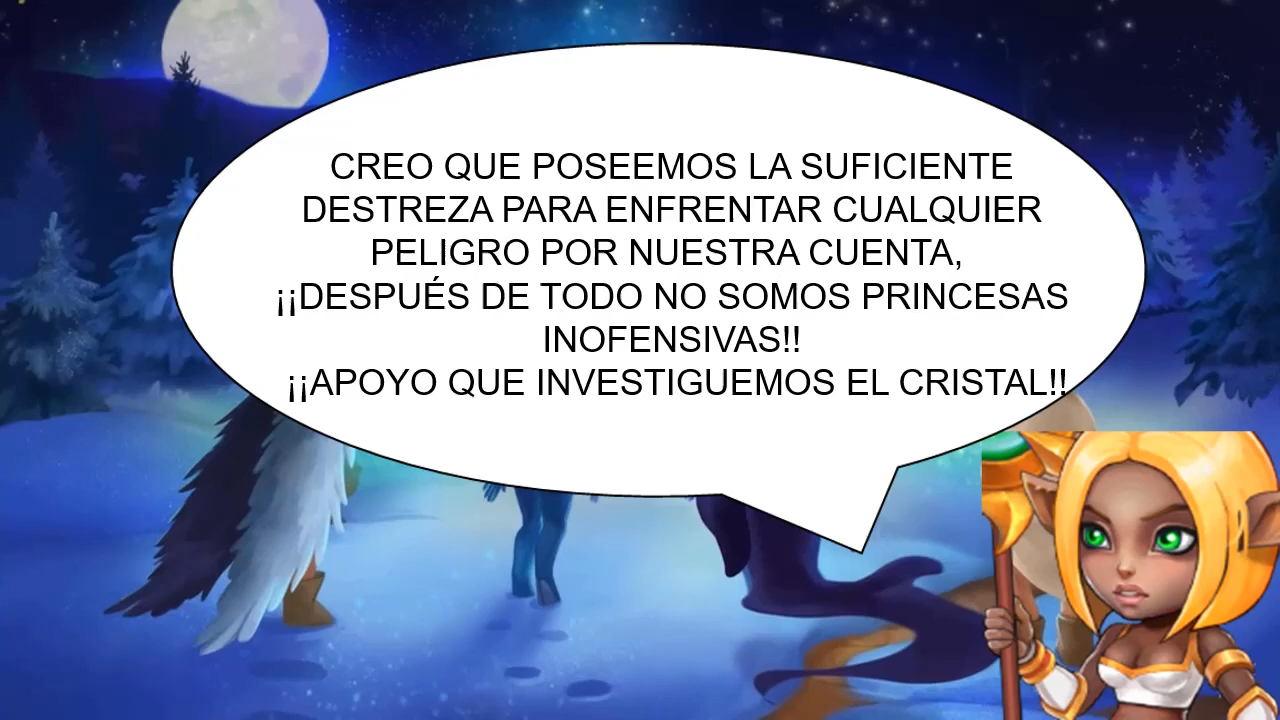 CREO QUE POSEEMOS LA SUFICIENTE
DESTREZA PARA ENFRENTAR CUALQUIER
PELIGRO POR NUESTRA CUENTA,
¡¡DESPUÉS DE TODO NO SOMOS PRINCESAS
INOFENSIVAS!!
¡¡APOYO QUE INVESTIGUEMOS EL CRISTAL!!